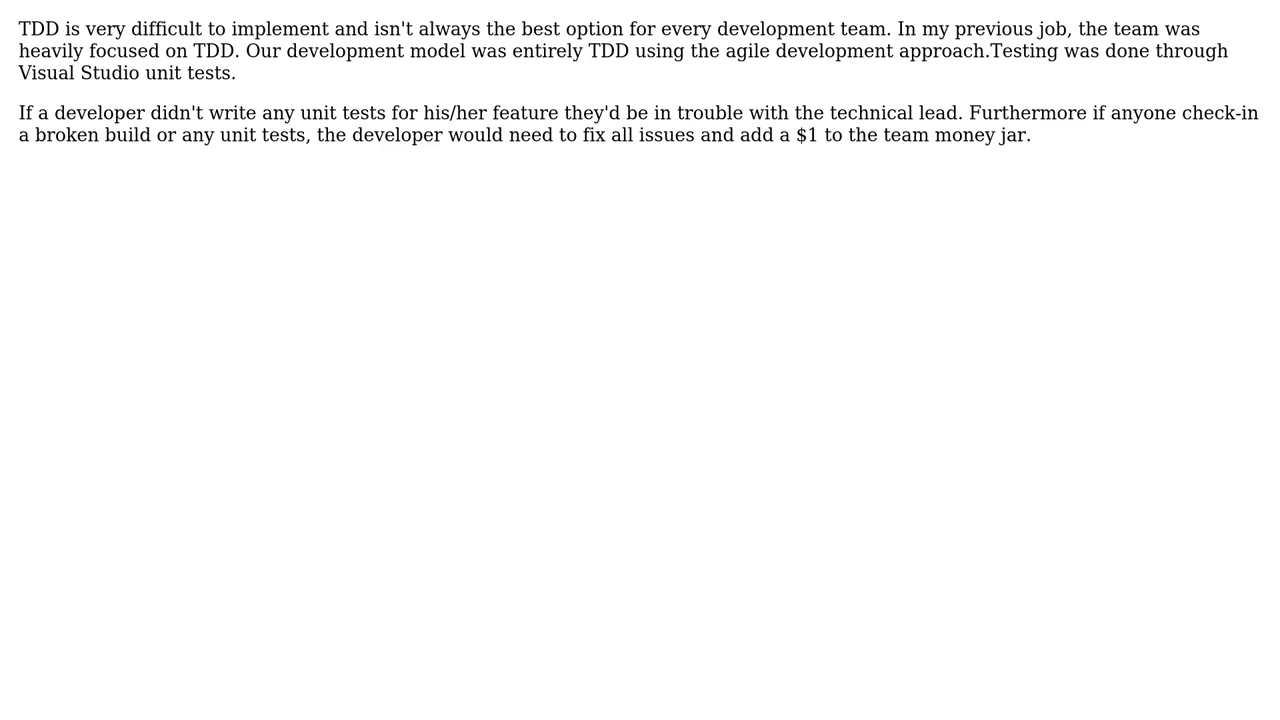 TDD is very difficult to implement and isn't always the best option for every development team. In my previous job, the team was
heavily focused on TDD. Our development model was entirely TDD using the agile development approach.Testing was done through
Visual Studio unit tests.
If a developer didn't write any unit tests for his/her feature they'd be in trouble with the technical lead. Furthermore if anyone check-in
a broken build or any unit tests, the developer would need to fix all issues and add a $1 to the team money jar.